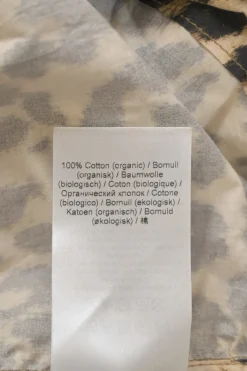 100% Cotton (organic) / Bomull
(organisk) / Baumwolle
(biologisch) / Coton (biologique) /
Органический хлопок / Cotone
(biologico) / Bomull (økologisk) /
Katoen (organisch) / Bomuld
(økologisk) / 棉